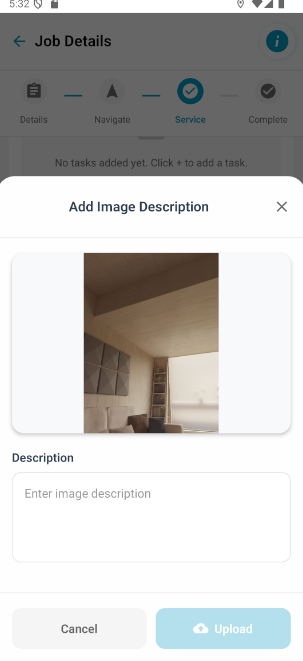 5:32
Job Details
Details
Navigate
Service
Complete
No tasks added yet. Click + to add a task.
Add Image Description
Description
Enter image description
Cancel
Upload